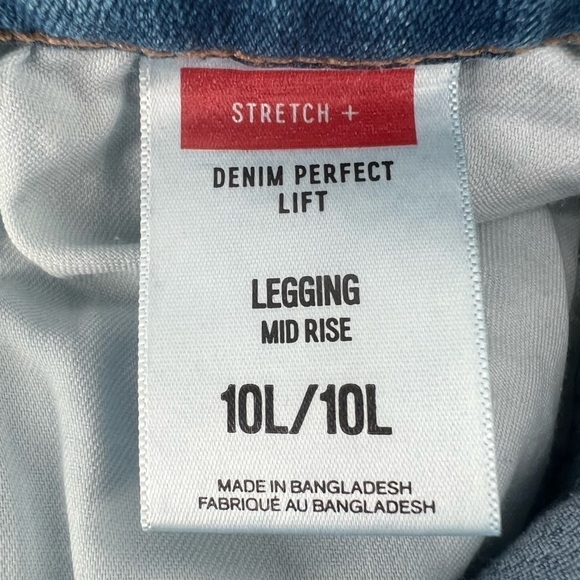 STRETCH +
DENIM PERFECT
LIFT
LEGGING
MID RISE
10L/10L
MADE IN BANGLADESH
FABRIQUÉ AU BANGLADESH